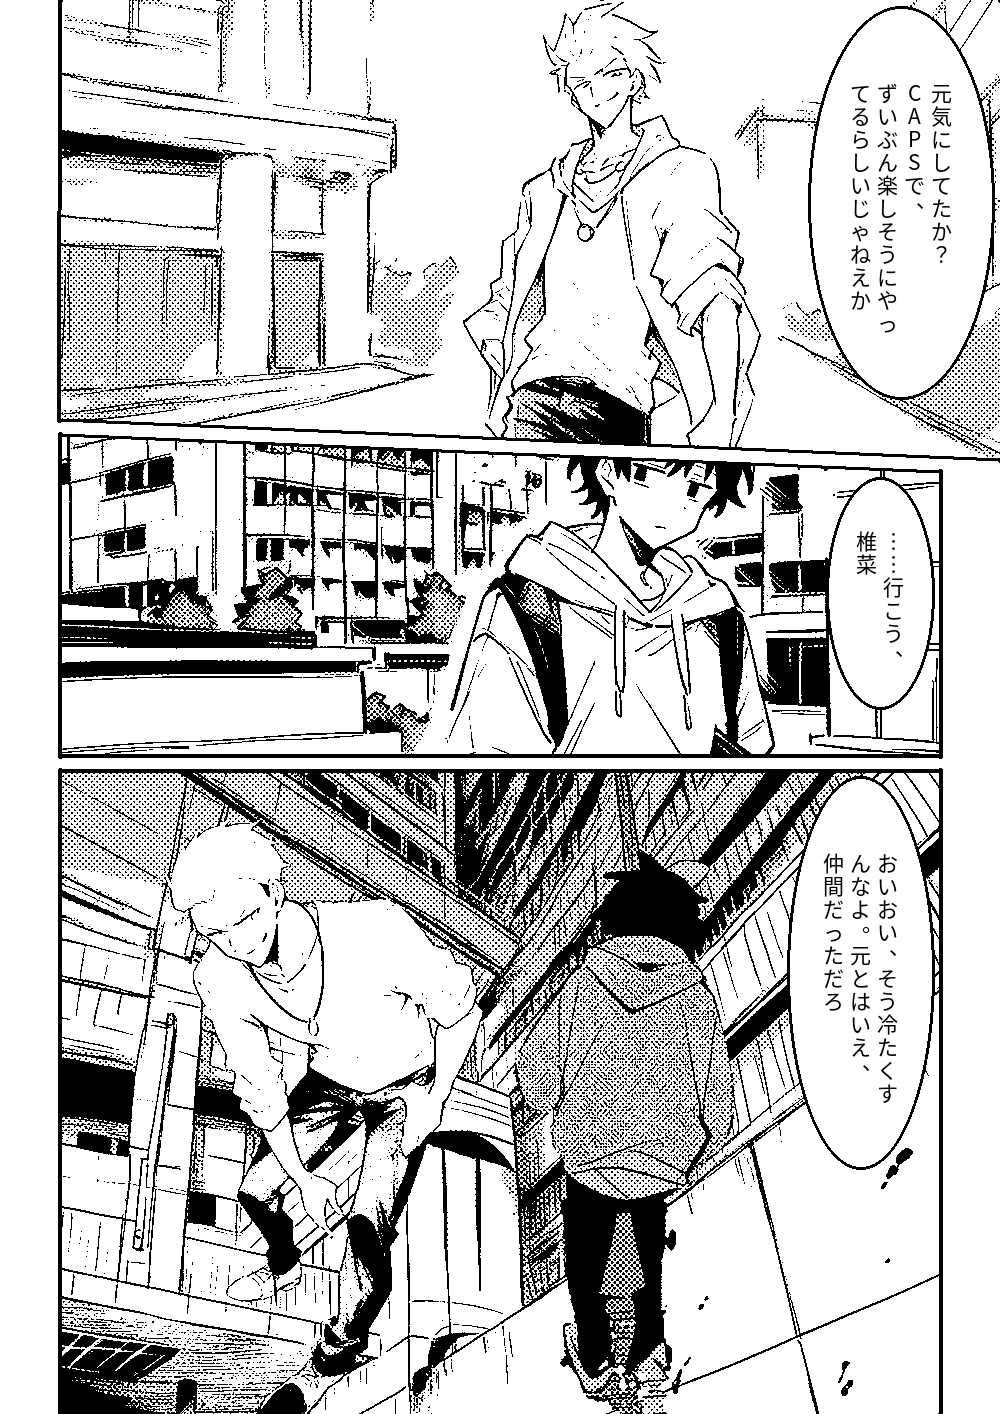 元気にしてたか？
CAPSで、
ずいぶん楽しそうにやっ
てるらしいじゃねえか
……行こう、
椎菜
おいおい、そう冷たくす
んなよ。元とはいえ、
仲間だっただろ